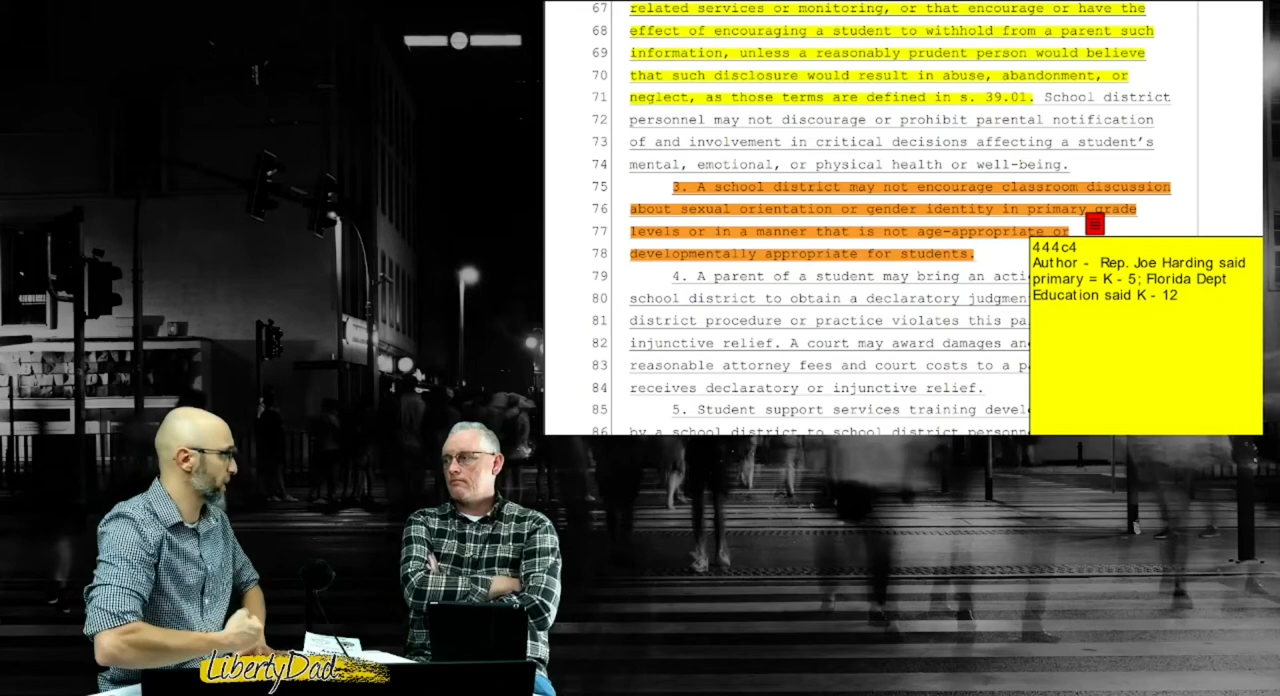 67 related services or monitoring, or that encourage or have the
68 effect of encouraging a student to withhold from a parent such
69 information, unless a reasonably prudent person would believe
70 that such disclosure would result in abuse, abandonment, or
71 neglect, as those terms are defined in s. 39.01. School district
72 personnel may not discourage or prohibit parental notification
73 of and involvement in critical decisions affecting a student's
74 mental, emotional, or physical health or well-being.
75 3. A school district may not encourage classroom discussion
76 about sexual orientation or gender identity in primary grade
77 levels or in a manner that is not age-appropriate or
78 developmentally appropriate for students.
444c4
Author - Rep. Joe Harding said
primary = K - 5; Florida Dept
Education said K - 12
79 4. A parent of a student may bring an acti
80 school district to obtain a declaratory judgmen
81 district procedure or practice violates this pa
82 injunctive relief. A court may award damages an
83 reasonable attorney fees and court costs to a p
84 receives declaratory or injunctive relief.
85 5. Student support services training devel
86 by a school district to school district personn
LibertyDad